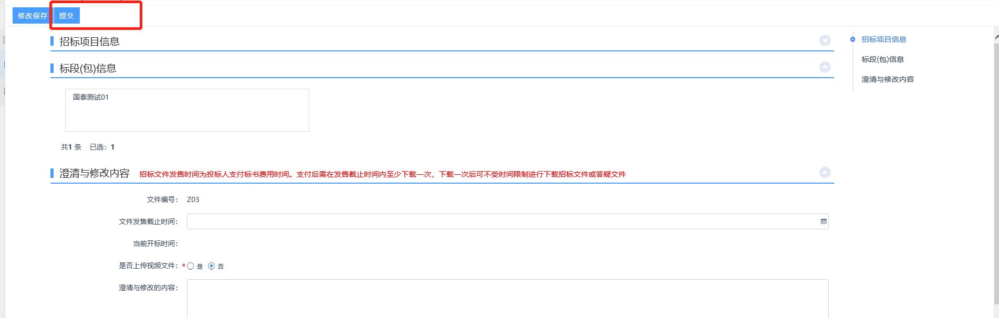 修改保存 提交
招标项目信息
标段(包)信息
国泰测试01
共1 条 已选：1
澄清与修改内容 招标文件发售时间为投标人支付标书费用时间。支付后需在发售截止时间内至少下载一次，下载一次后可不受时间限制进行下载招标文件或答疑文件
文件编号： Z03
文件发售截止时间：
当前开标时间：
是否上传视频文件：* 是 否
澄清与修改的内容：
招标项目信息
标段(包)信息
澄清与修改内容